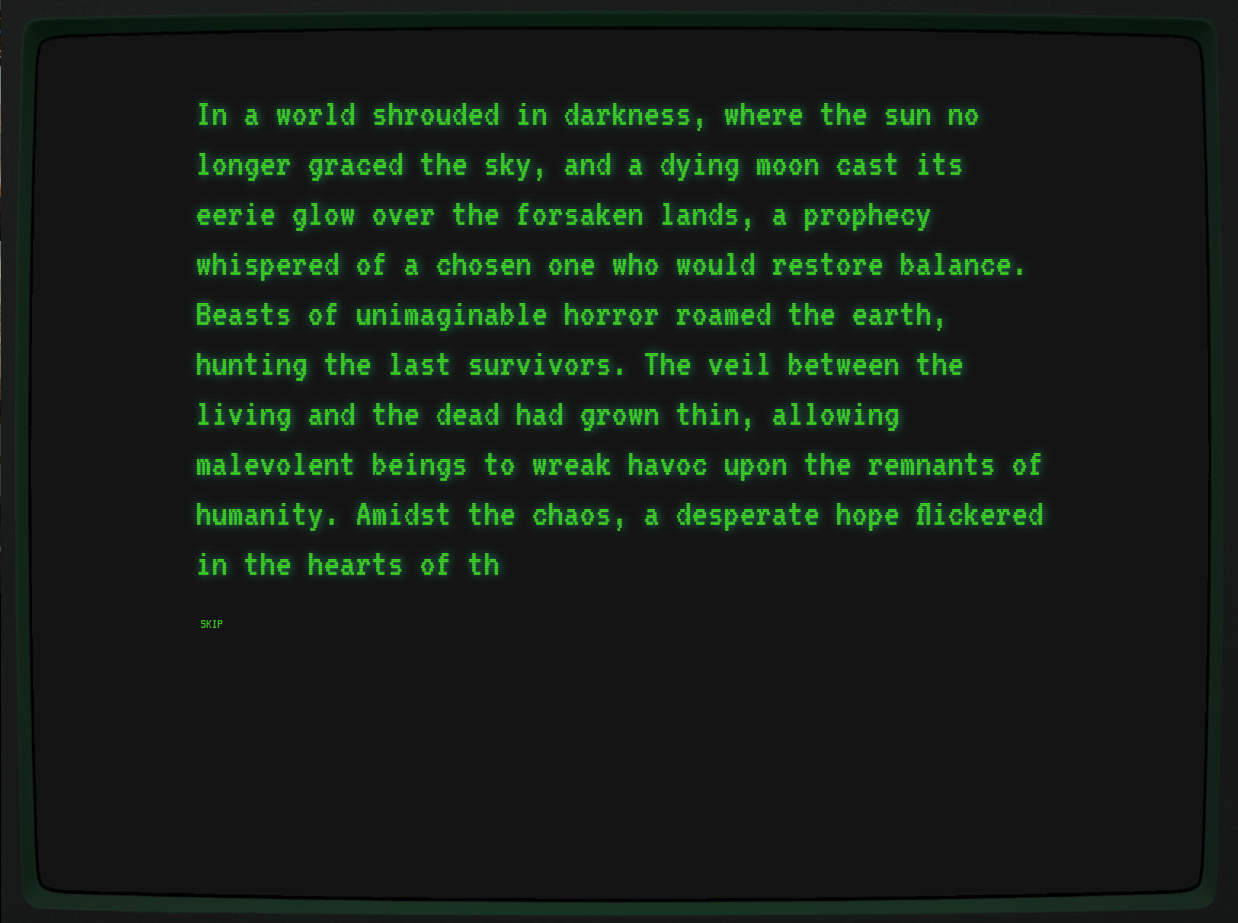 In a world shrouded in darkness, where the sun no
longer graced the sky, and a dying moon cast its
eerie glow over the forsaken lands, a prophecy
whispered of a chosen one who would restore balance.
Beasts of unimaginable horror roamed the earth,
hunting the last survivors. The veil between the
living and the dead had grown thin, allowing
malevolent beings to wreak havoc upon the remnants of
humanity. Amidst the chaos, a desperate hope flickered
in the hearts of th
SKIP